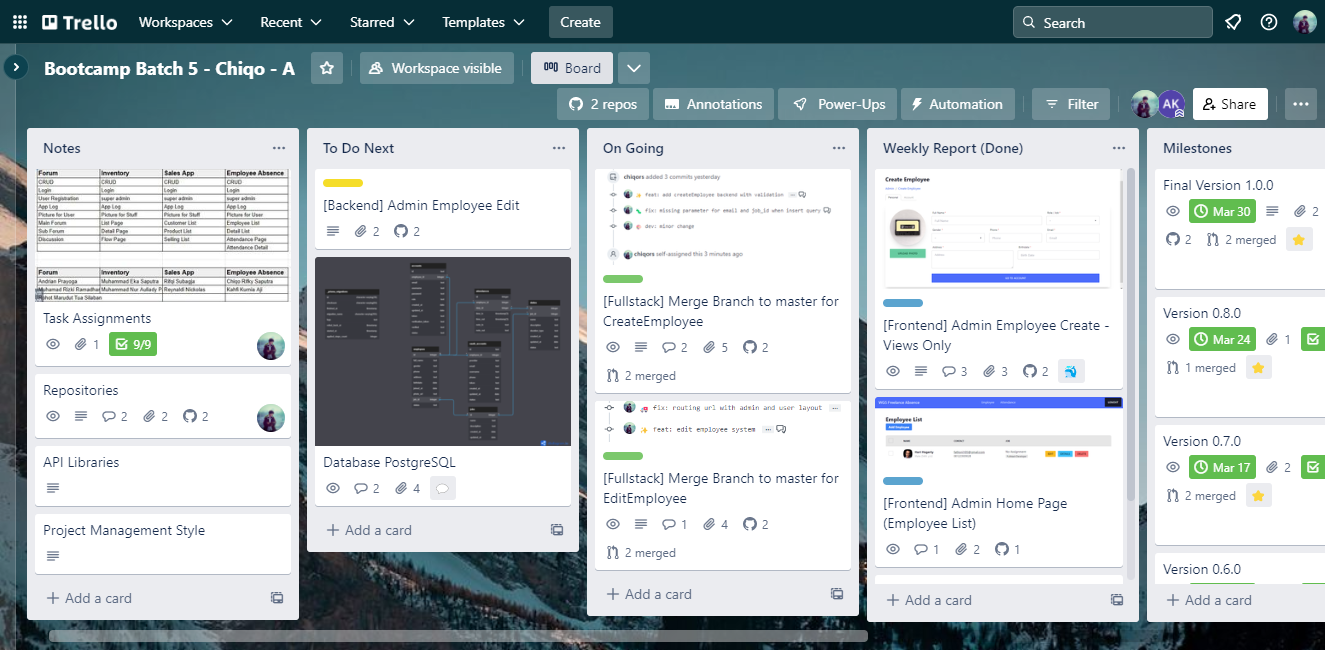 Trello
Workspaces
Recent
Starred
Templates
Create
Search
Bootcamp Batch 5 - Chiqo - A
Workspace visible
Board
2 repos
Annotations
Power-Ups
Automation
Filter
AK
Share
Notes
Forum Inventory Sales App Employee Absence
CRUD CRUD CRUD CRUD
Login Login Login Login
User Registration super admin super admin super admin
App Log App Log App Log App Log
Picture for User Picture for Stuff Picture for Stuff Picture for User
Main Forum List Page Customer List Employee List
Sub Forum Detail Page Product List Detail List
Discussion Flow Page Selling List Attendance Page
Attendance Detail
Forum Inventory Sales App Employee Absence
Task Assignments
1
9/9
Repositories
2 2 2
API Libraries
Project Management Style
Add a card
To Do Next
[Backend] Admin Employee Edit
2 2
Database PostgreSQL
2 4
Add a card
On Going
chiqors added 3 commits yesterday
feat: add createEmployee backend with validation
fix: missing parameter for email and job_id when insert query
dev: minor change
chiqors self-assigned this 3 minutes ago
[Fullstack] Merge Branch to master for
CreateEmployee
2 5 2
2 merged
fix: routing url with admin and user layout
feat: edit employee system
[Fullstack] Merge Branch to master for
EditEmployee
1 4 2
2 merged
Add a card
Weekly Report (Done)
Create Employee
[Frontend] Admin Employee Create -
Views Only
3 3 2
Employee List
[Frontend] Admin Home Page
(Employee List)
1 2 1
Add a card
Milestones
Final Version 1.0.0
Mar 30
2
2
2 merged
Version 0.8.0
Mar 24
1
1 merged
Version 0.7.0
Mar 17
2
2 merged
Version 0.6.0
Add a card